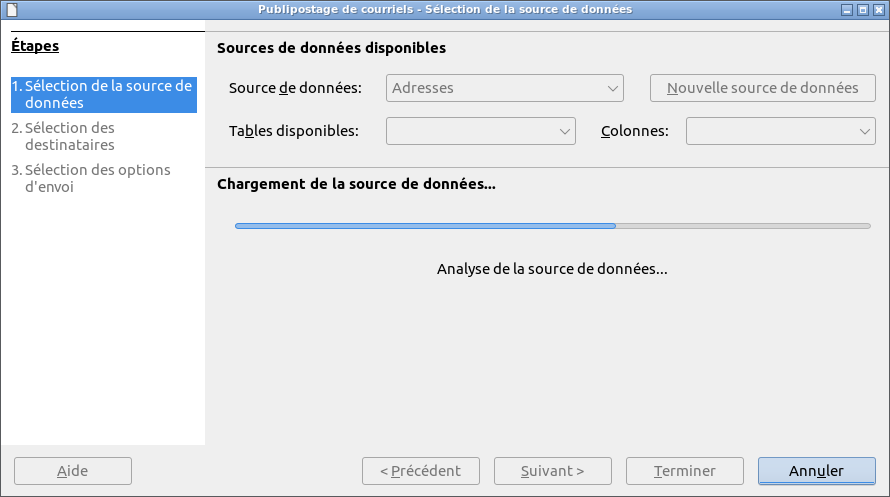 Publipostage de courriels - Sélection de la source de données
Étapes
1. Sélection de la source de
données
2. Sélection des
destinataires
3. Sélection des options
d'envoi
Sources de données disponibles
Source de données: Adresses Nouvelle source de données
Tables disponibles: Colonnes:
Chargement de la source de données...
Analyse de la source de données...
Aide < Précédent Suivant > Terminer Annuler